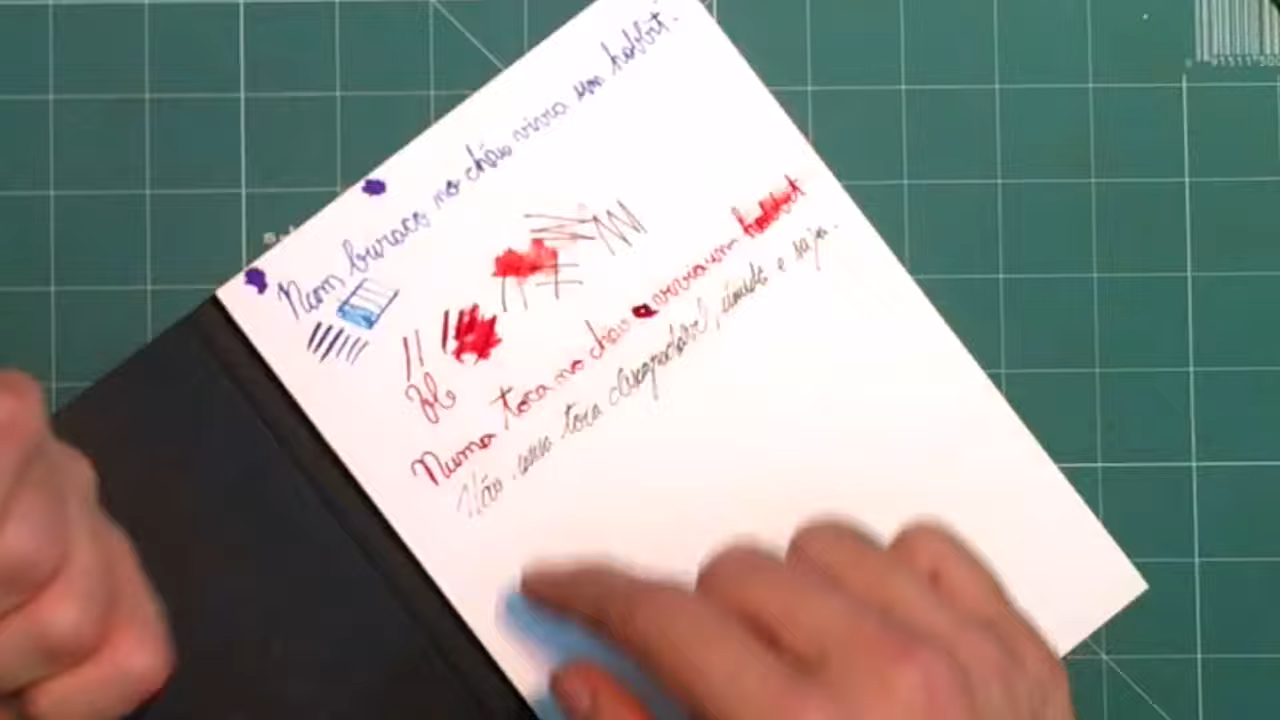 Num buraco no chão vivia um hobbit.
Numa toca no chão vivia um hobbit
Não uma toca desagradável, úmida e suja.